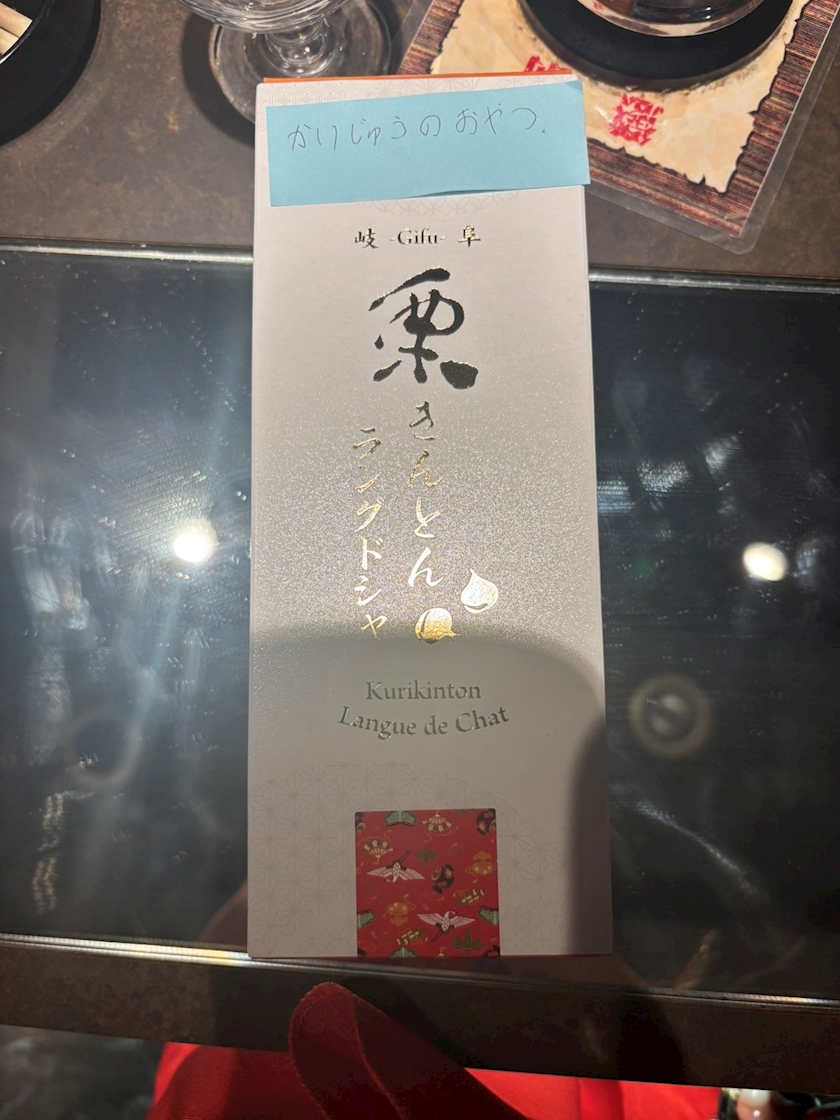 かいじゅうのおやつ.
岐 -Gifu- 阜
栗きんとん
ラングドシャ
Kurikinton
Langue de Chat